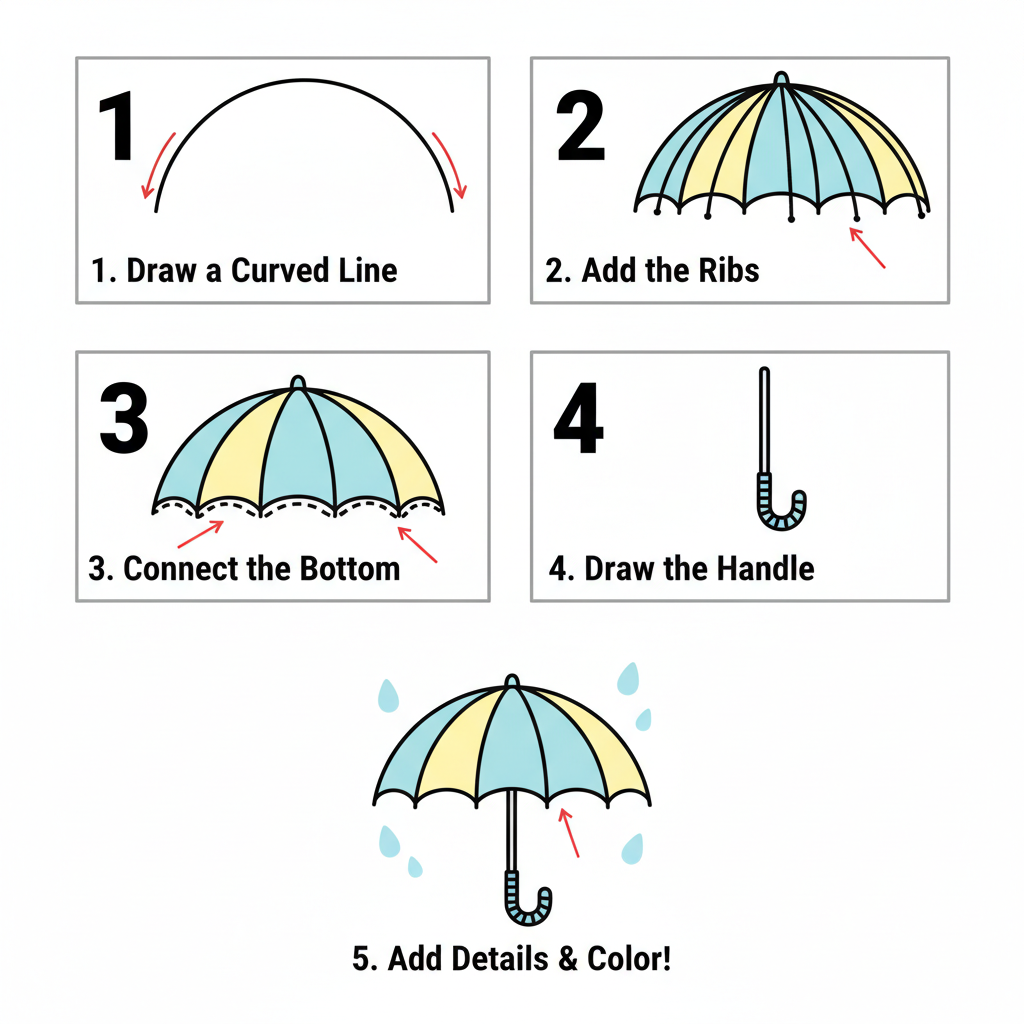 1
1. Draw a Curved Line
2
2. Add the Ribs
3
3. Connect the Bottom
4
4. Draw the Handle
5. Add Details & Color!